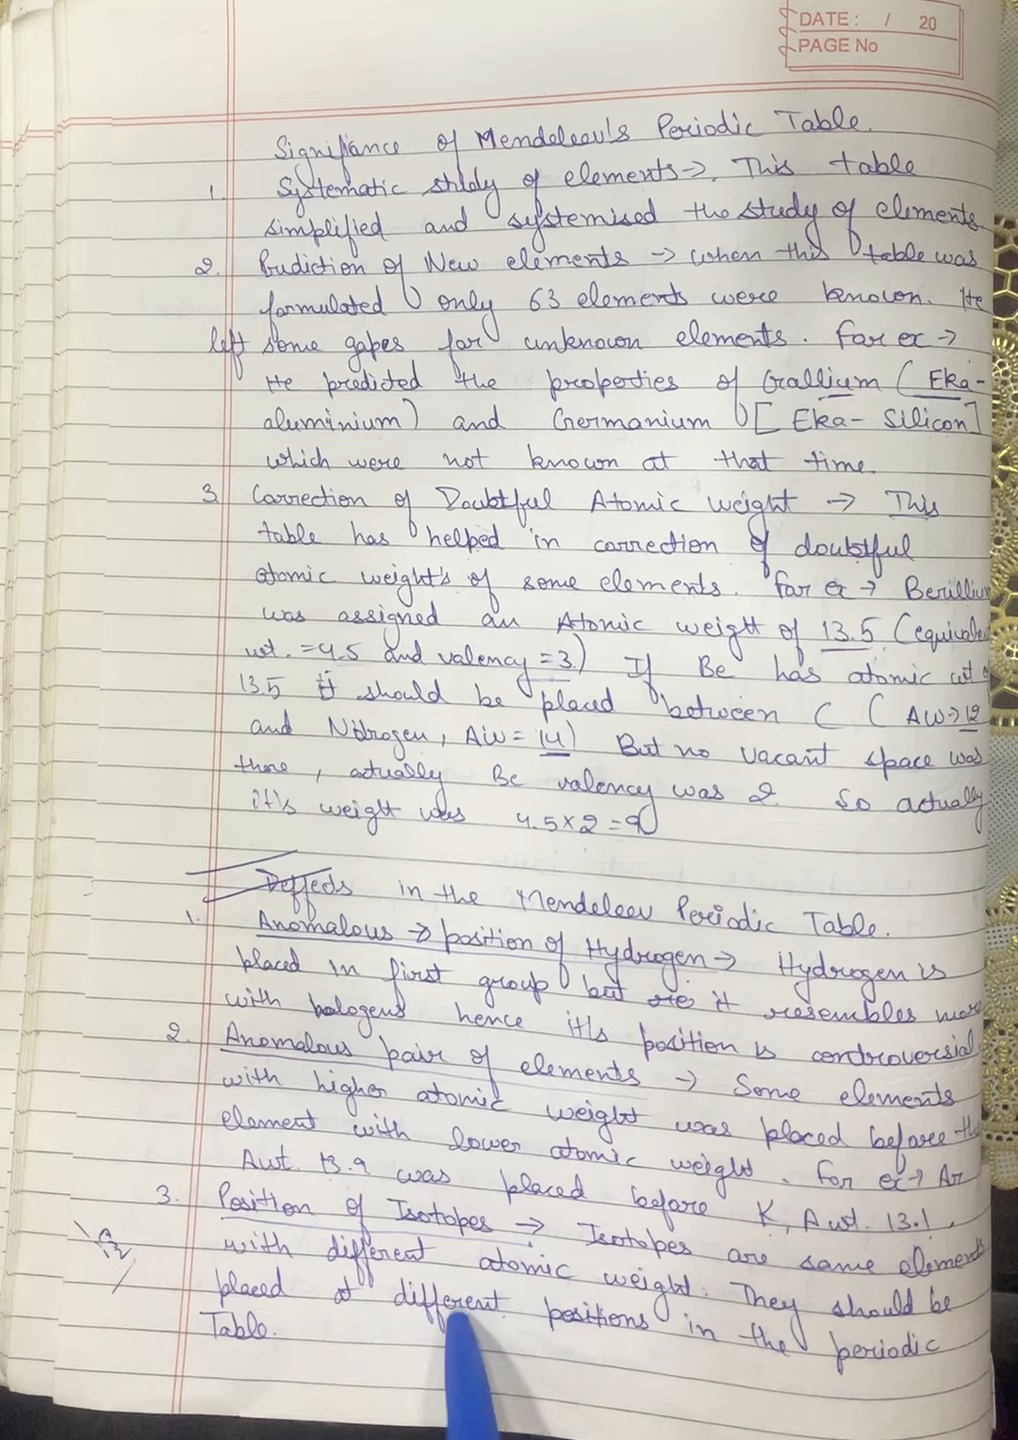 DATE : / 20
PAGE No
Signifiance of Mendeleev's Periodic Table.
1. Systematic study of elements→. This table
simplified and systemised the study of elements.
2. Prediction of New elements → when this table was
formulated only 63 elements were known. He
left some gapes for unknown elements. For ex →
He predicted the properties of Gallium (Eka-
aluminium) and Germanium [Eka- Silicon]
which were not known at that time.
3. Correction of Doubtful Atomic weight → This
table has helped in correction of doubtful
atomic weight's of some elements. For ex → Berillium
was assigned an Atomic weigtt of 13.5 (equivalent
wt. = 4.5 and valency = 3.) If Be has atomic wt of
13.5 it should be placed between C ( AW→12
and Nitrogen, AW = 14) But no vacant space was
there, actually Be valency was 2. So actually
it's weight was 4.5×2=9
Deffects in the Mendeleev Periodic Table.
1. Anomalous → position of Hydrogen → Hydrogen is
placed in first group but it resembles more
with halogens hence it's position is controversial
2. Anomalous pair of elements → Some elements
with higher atomic weight was placed before the
element with lower atomic weight. For ex → Ar
Awt. 13.9 was placed before K, Awt. 13.1.
3. Position of Isotopes → Isotopes are same elements
with different atomic weight. They should be
placed at different positions in the periodic
Table.